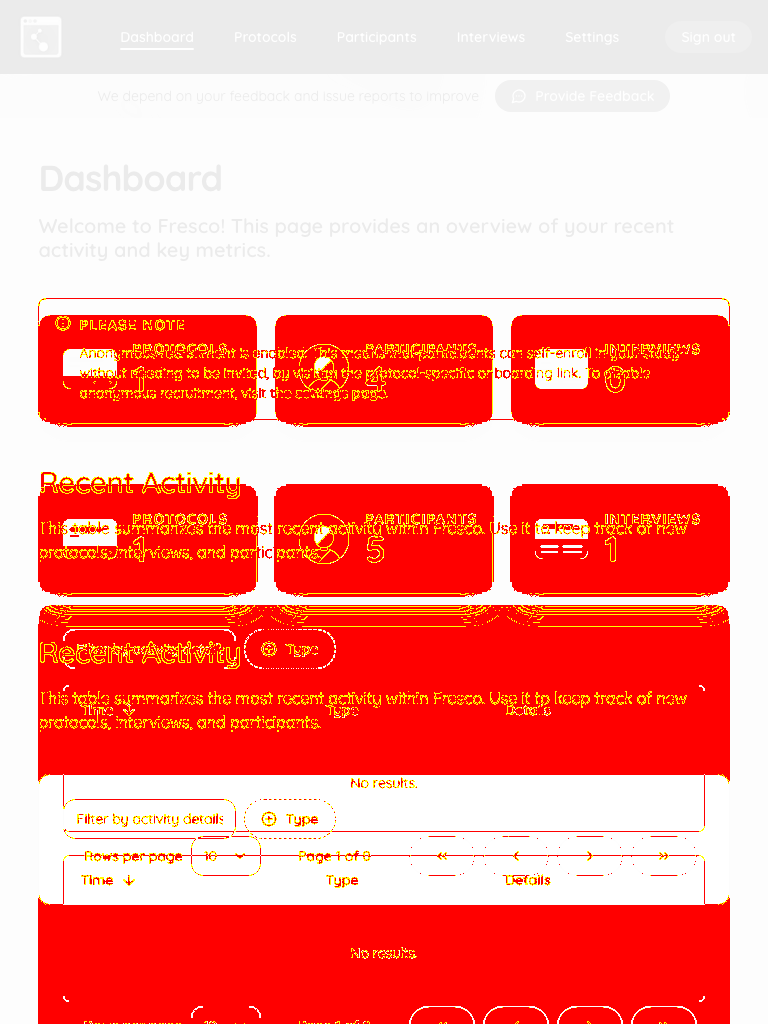 Dashboard
Protocols
Participants
Interviews
Settings
Sign out
We depend on your feedback and issue reports to improve
Provide Feedback
Dashboard
Welcome to Fresco! This page provides an overview of your recent
activity and key metrics.
PLEASE NOTE
PROTOCOLS
PARTICIPANTS
INTERVIEWS
1
4
0
Anonymous recruitment is enabled. This means that participants can self-enroll in your study
without needing to be invited, by visiting the protocol-specific onboarding link. To disable
anonymous recruitment, visit the settings page.
Recent Activity
PROTOCOLS
PARTICIPANTS
INTERVIEWS
1
5
1
This table summarizes the most recent activity within Fresco. Use it to keep track of new
protocols, interviews, and participants.
Filter by activity details
Type
Recent Activity
This table summarizes the most recent activity within Fresco. Use it to keep track of new
protocols, interviews, and participants.
Time
Type
Details
No results.
Filter by activity details
Type
Rows per page
10
Page 1 of 0
Time
Type
Details
No results.
Rows per page
10
Page 1 of 0